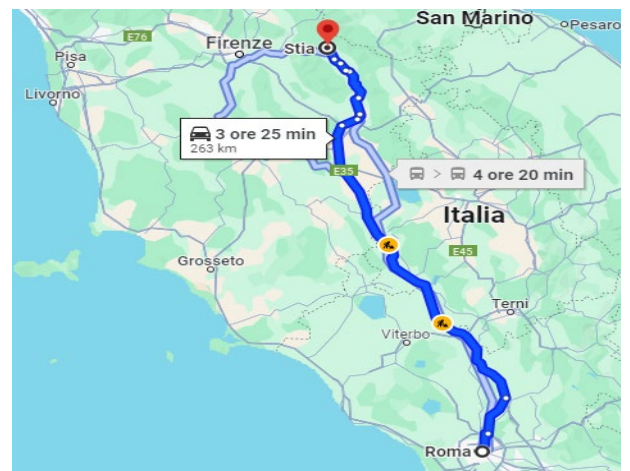 San Marino
Pesaro
E76
Firenze
Stia
Pisa
Livorno
3 ore 25 min
263 km
E35
> 4 ore 20 min
Italia
Grosseto
E45
Terni
Viterbo
Roma